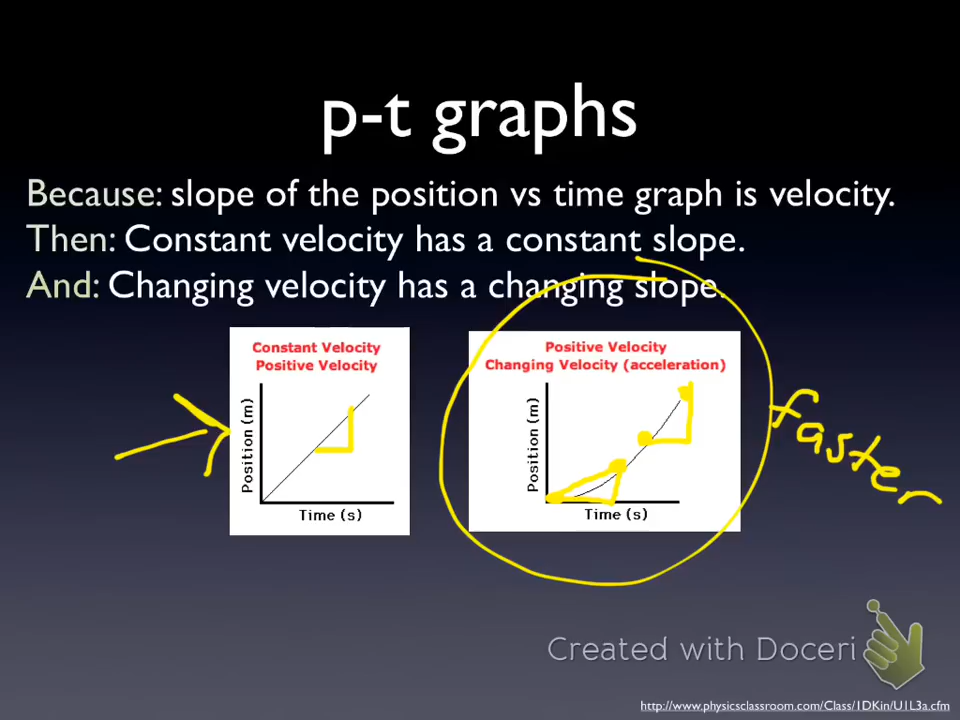 p-t graphs
Because: slope of the position vs time graph is velocity.
Then: Constant velocity has a constant slope.
And: Changing velocity has a changing slope.
Constant Velocity
Positive Velocity
Position (m)
Time (s)
Positive Velocity
Changing Velocity (acceleration)
Position (m)
Time (s)
faster
Created with Doceri
http://www.physicsclassroom.com/Class/1DKin/U1L3a.cfm